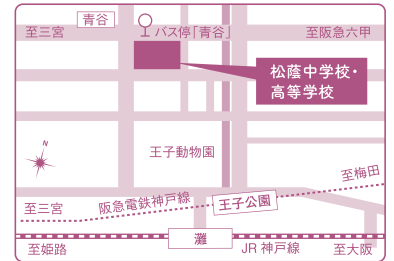 青谷
至三宮
バス停「青谷」
至阪急六甲
松蔭中学校・
高等学校
N
王子動物園
至梅田
至三宮
阪急電鉄神戸線
王子公園
灘
至姫路
JR 神戸線
至大阪